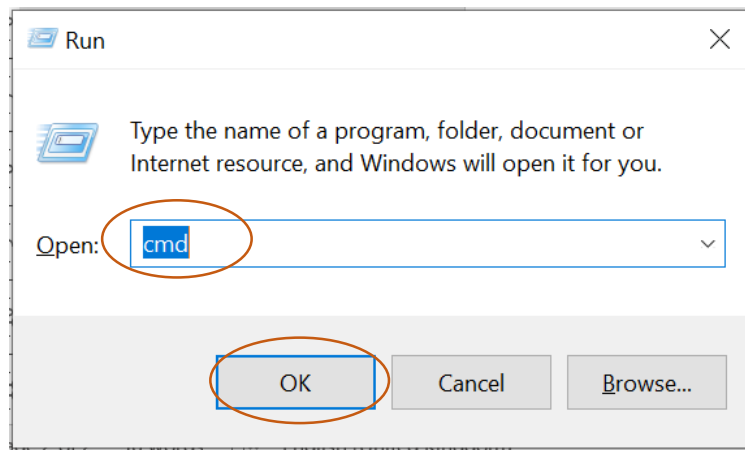 Run
Type the name of a program, folder, document or
Internet resource, and Windows will open it for you.
Open: cmd
OK Cancel Browse...